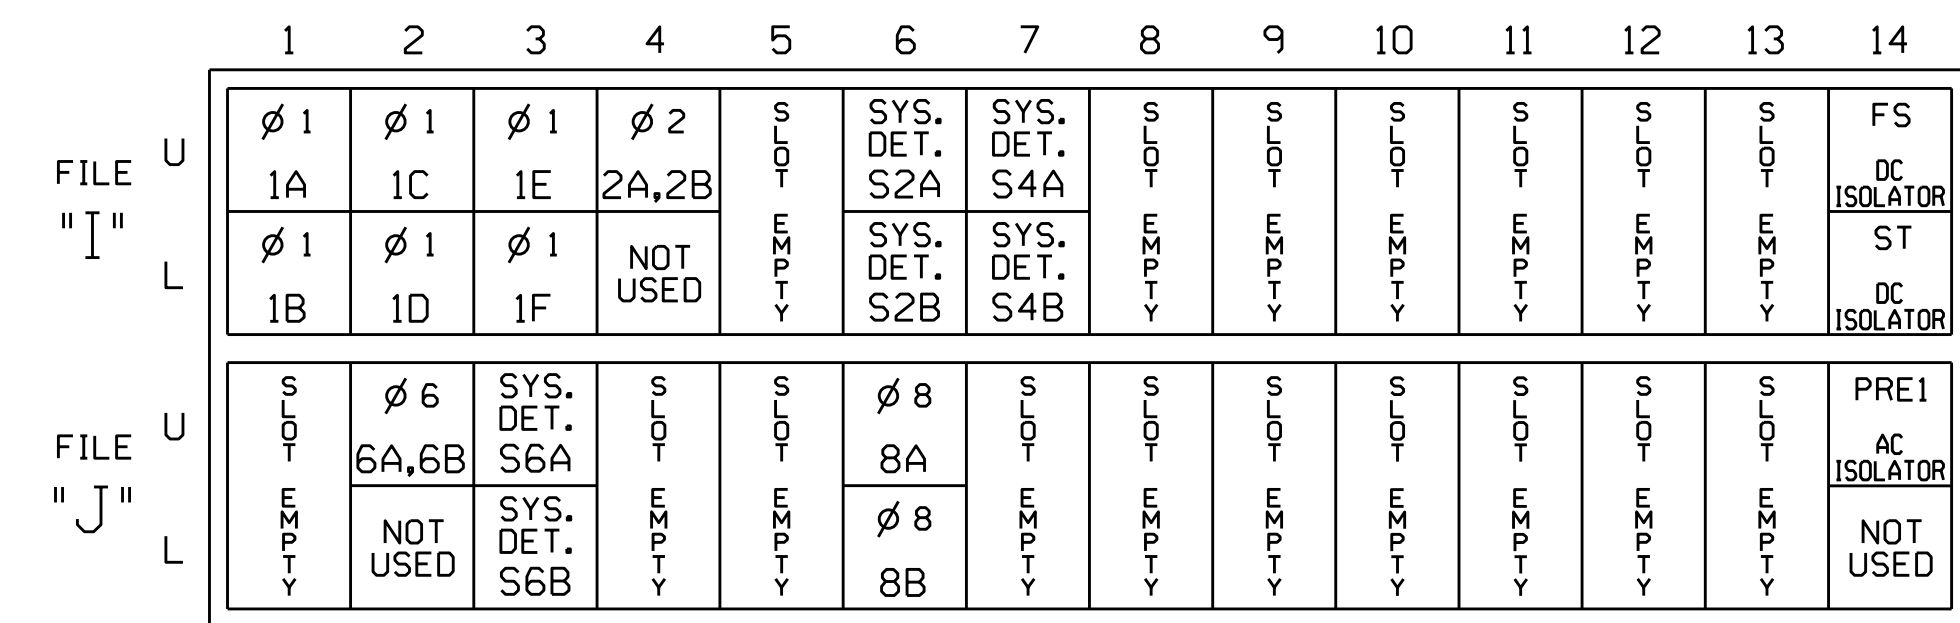 1 2 3 4 5 6 7 8 9 10 11 12 13 14
FILE "I"
U
Ø 1 1A
Ø 1 1C
Ø 1 1E
Ø 2 2A,2B
SLOT EMPTY
SYS. DET. S2A
SYS. DET. S4A
SLOT EMPTY
SLOT EMPTY
SLOT EMPTY
SLOT EMPTY
SLOT EMPTY
SLOT EMPTY
FS DC ISOLATOR
L
Ø 1 1B
Ø 1 1D
Ø 1 1F
NOT USED
SYS. DET. S2B
SYS. DET. S4B
ST DC ISOLATOR
FILE "J"
U
SLOT EMPTY
Ø 6 6A,6B
SYS. DET. S6A
SLOT EMPTY
SLOT EMPTY
Ø 8 8A
SLOT EMPTY
SLOT EMPTY
SLOT EMPTY
SLOT EMPTY
SLOT EMPTY
SLOT EMPTY
SLOT EMPTY
PRE1 AC ISOLATOR
L
NOT USED
SYS. DET. S6B
Ø 8 8B
NOT USED